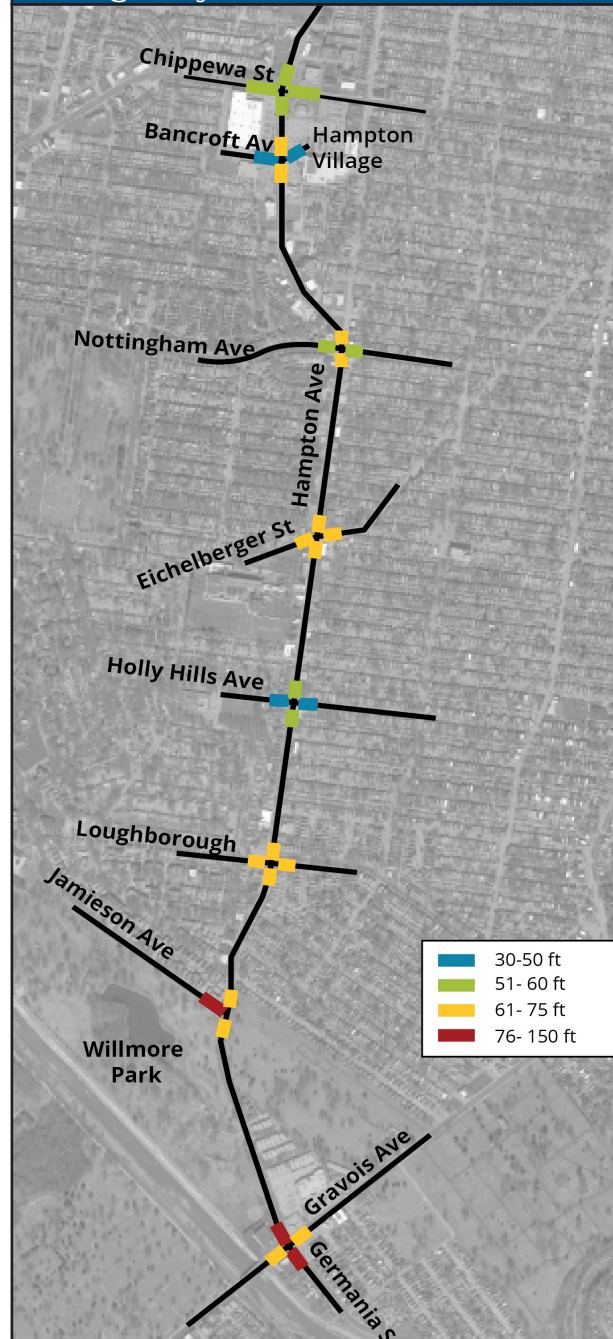 Chippewa St
Bancroft Av
Hampton
Village
Nottingham Ave
Hampton Ave
Eichelberger St
Holly Hills Ave
Loughborough
Jamieson Ave
30-50 ft
51- 60 ft
61- 75 ft
76- 150 ft
Willmore
Park
Gravois Ave
Germania S